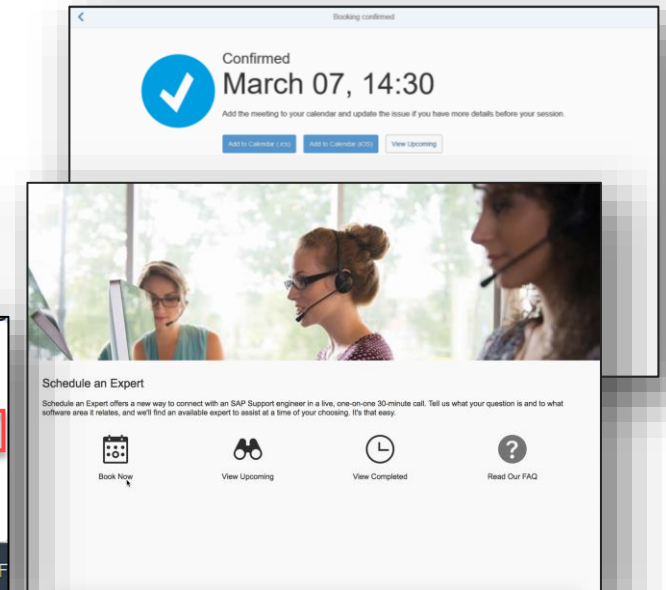 Booking confirmed
Confirmed
March 07, 14:30
Add the meeting to your calendar and update the issue if you have more details before your session.
Add to Calendar (.ics)
Add to Calendar (iOS)
View Upcoming
Schedule an Expert
Schedule an Expert offers a new way to connect with an SAP Support engineer in a live, one-on-one 30-minute call. Tell us what your question is and to what
software area it relates, and we'll find an available expert to assist at a time of your choosing. It's that easy.
Book Now
View Upcoming
View Completed
Read Our FAQ
F